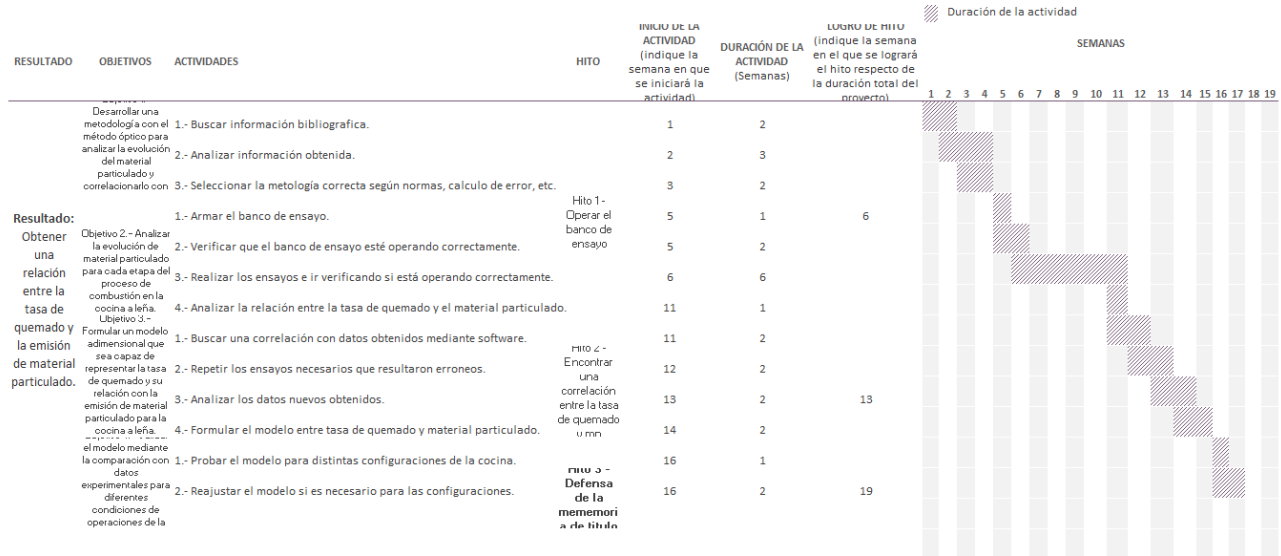 Duración de la actividad
RESULTADO
OBJETIVOS
ACTIVIDADES
HITO
INICIO DE LA
ACTIVIDAD
(indique la
semana en que
se iniciará la
actividad)
DURACIÓN DE LA
ACTIVIDAD
(Semanas)
LOGRO DE HITO
(indique la semana
en el que se logrará
el hito respecto de
la duración total del
proyecto)
SEMANAS
1 2 3 4 5 6 7 8 9 10 11 12 13 14 15 16 17 18 19
Resultado:
Obtener
una
relación
entre la
tasa de
quemado y
la emisión
de material
particulado.
Desarrollar una
metodología con el
método óptico para
analizar la evolución
del material
particulado y
correlacionarlo con
1.- Buscar información bibliografica. 1 2
2.- Analizar información obtenida. 2 3
3.- Seleccionar la metología correcta según normas, calculo de error, etc. 3 2
Objetivo 2.- Analizar
la evolución de
material particulado
para cada etapa del
proceso de
combustión en la
cocina a leña.
Hito 1 -
Operar el
banco de
ensayo
1.- Armar el banco de ensayo. 5 1 6
2.- Verificar que el banco de ensayo esté operando correctamente. 5 2
3.- Realizar los ensayos e ir verificando si está operando correctamente. 6 6
4.- Analizar la relación entre la tasa de quemado y el material particulado. 11 1
Objetivo 3.-
Formular un modelo
adimensional que
sea capaz de
representar la tasa
de quemado y su
relación con la
emisión de material
particulado para la
cocina a leña.
Hito 2 -
Encontrar
una
correlación
entre la tasa
de quemado
y mp
1.- Buscar una correlación con datos obtenidos mediante software. 11 2
2.- Repetir los ensayos necesarios que resultaron erroneos. 12 2
3.- Analizar los datos nuevos obtenidos. 13 2 13
4.- Formular el modelo entre tasa de quemado y material particulado. 14 2
el modelo mediante
la comparación con
datos
experimentales para
diferentes
condiciones de
operaciones de la
Hito 3 -
Defensa
de la
mememori
a de titulo
1.- Probar el modelo para distintas configuraciones de la cocina. 16 1
2.- Reajustar el modelo si es necesario para las configuraciones. 16 2 19